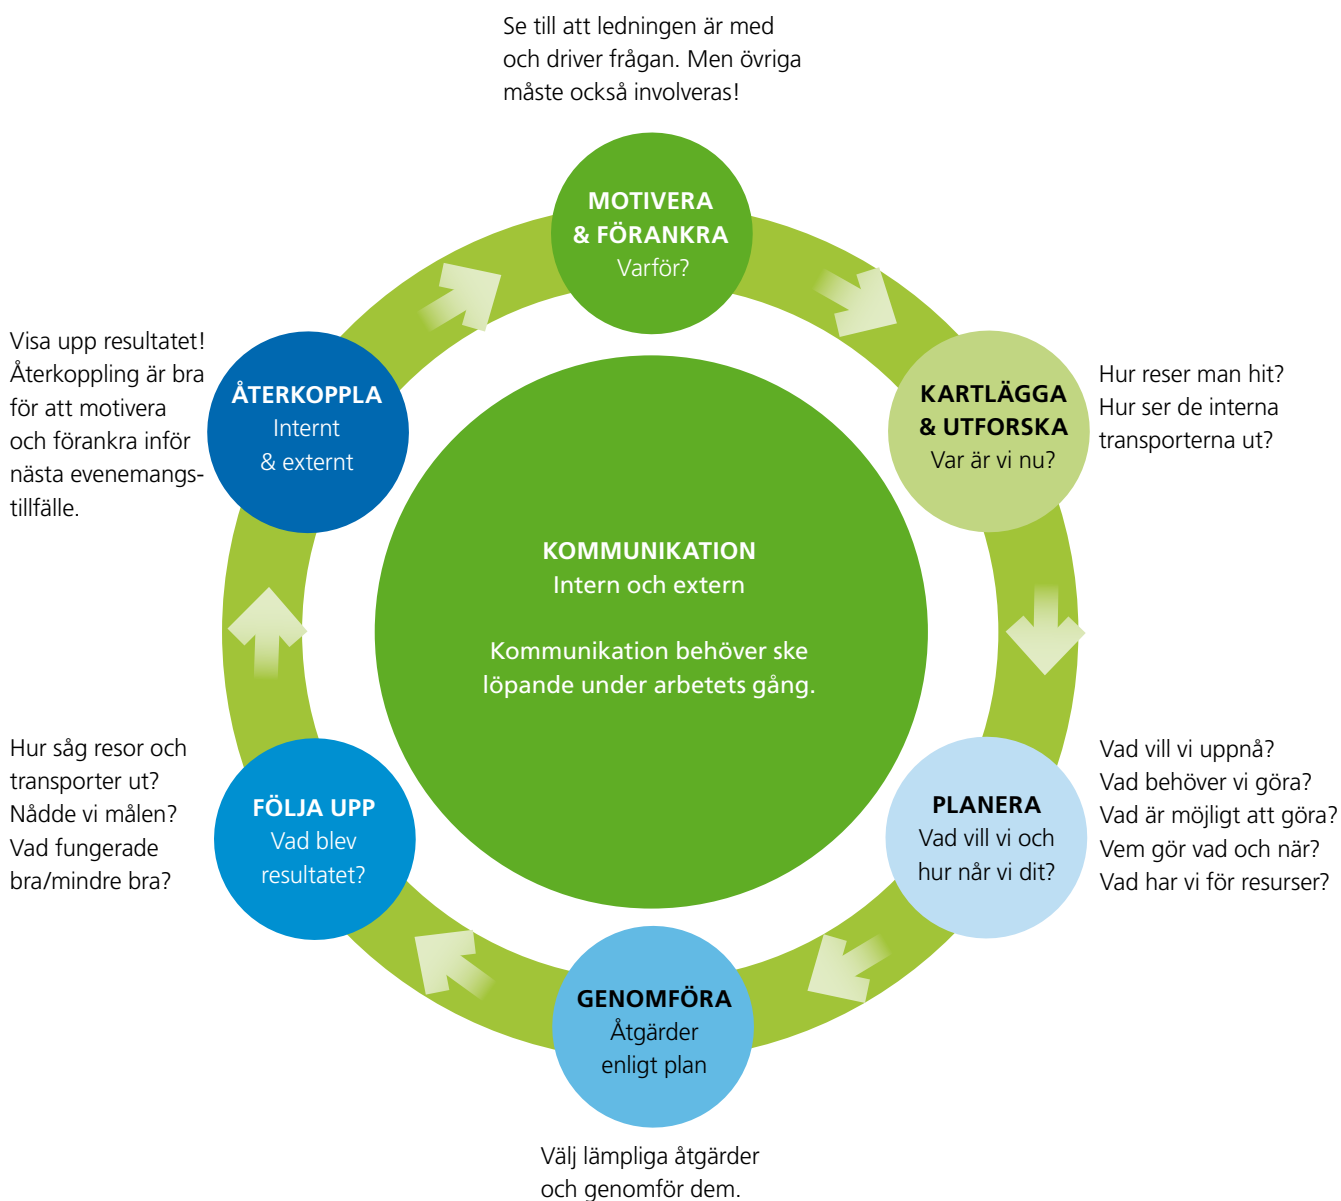 Se till att ledningen är med
och driver frågan. Men övriga
måste också involveras!
MOTIVERA
& FÖRANKRA
Varför?
KARTLÄGGA
& UTFORSKA
Var är vi nu?
Hur reser man hit?
Hur ser de interna
transporterna ut?
PLANERA
Vad vill vi och
hur når vi dit?
Vad vill vi uppnå?
Vad behöver vi göra?
Vad är möjligt att göra?
Vem gör vad och när?
Vad har vi för resurser?
GENOMFÖRA
Åtgärder
enligt plan
Välj lämpliga åtgärder
och genomför dem.
FÖLJA UPP
Vad blev
resultatet?
Hur såg resor och
transporter ut?
Nådde vi målen?
Vad fungerade
bra/mindre bra?
ÅTERKOPPLA
Internt
& externt
Visa upp resultatet!
Återkoppling är bra
för att motivera
och förankra inför
nästa evenemangs-
tillfälle.
KOMMUNIKATION
Intern och extern
Kommunikation behöver ske
löpande under arbetets gång.